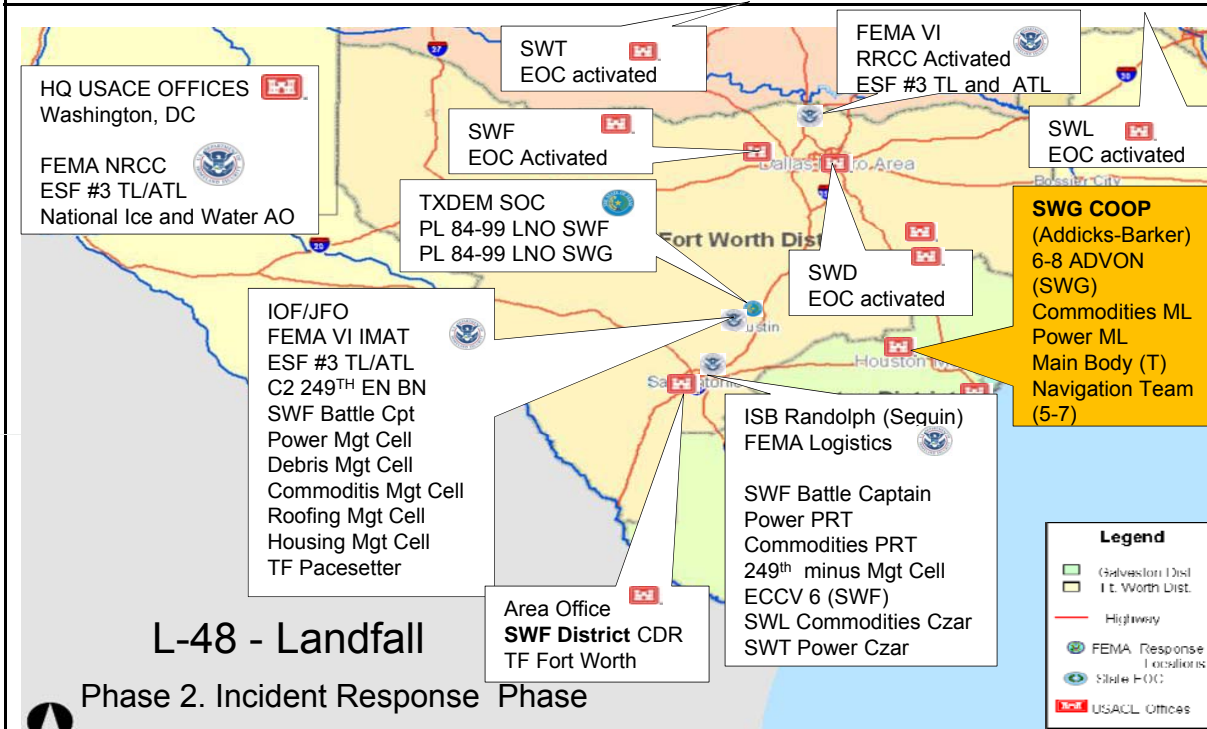 HQ USACE OFFICES
Washington, DC
FEMA NRCC
ESF #3 TL/ATL
National Ice and Water AO
SWT
EOC activated
FEMA VI
RRCC Activated
ESF #3 TL and ATL
SWF
EOC Activated
SWL
EOC activated
TXDEM SOC
PL 84-99 LNO SWF
PL 84-99 LNO SWG
SWD
EOC activated
SWG COOP
(Addicks-Barker)
6-8 ADVON
(SWG)
Commodities ML
Power ML
Main Body (T)
Navigation Team
(5-7)
IOF/JFO
FEMA VI IMAT
ESF #3 TL/ATL
C2 249TH EN BN
SWF Battle Cpt
Power Mgt Cell
Debris Mgt Cell
Commoditis Mgt Cell
Roofing Mgt Cell
Housing Mgt Cell
TF Pacesetter
ISB Randolph (Seguin)
FEMA Logistics
SWF Battle Captain
Power PRT
Commodities PRT
249th minus Mgt Cell
ECCV 6 (SWF)
SWL Commodities Czar
SWT Power Czar
Area Office
SWF District CDR
TF Fort Worth
L-48 - Landfall
Phase 2. Incident Response Phase
Bossier City
Area
Fort Worth
Houston
27
20
30
Legend
Galveston Dist
Ft. Worth Dist.
Highway
FEMA Response
Locations
State EOC
USACE Offices